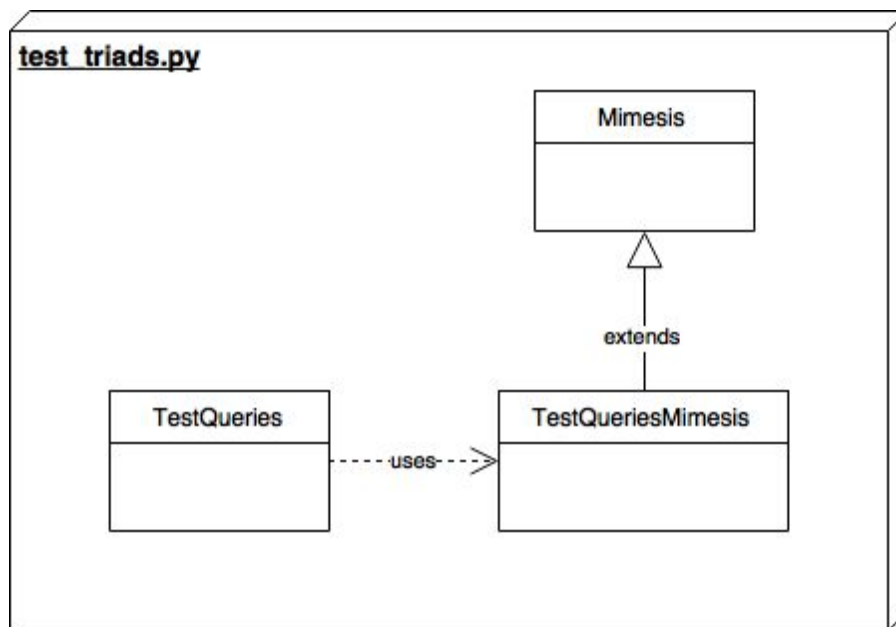 test_triads.py
Mimesis
extends
TestQueries
TestQueriesMimesis
uses